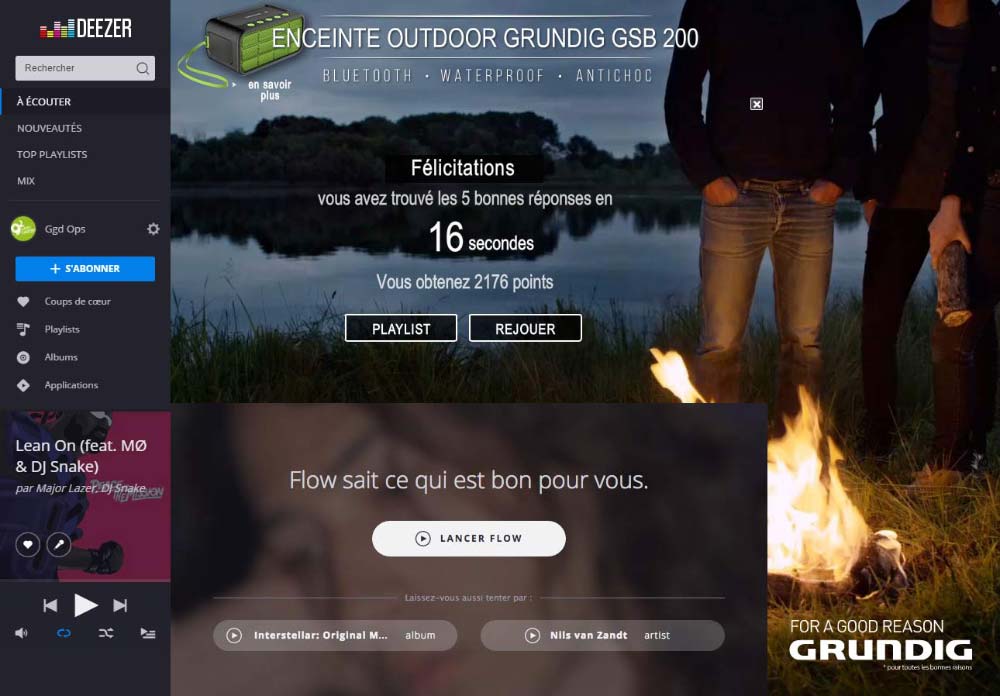 DEEZER
Rechercher
À ÉCOUTER
NOUVEAUTÉS
TOP PLAYLISTS
MIX
Ggd Ops
+ S'ABONNER
Coups de cœur
Playlists
Albums
Applications
Lean On (feat. MØ
& DJ Snake)
par Major Lazer, DJ Snake
ENCEINTE OUTDOOR GRUNDIG GSB 200
BLUETOOTH • WATERPROOF • ANTICHOC
en savoir
plus
Félicitations
vous avez trouvé les 5 bonnes réponses en
16 secondes
Vous obtenez 2176 points
PLAYLIST
REJOUER
Flow sait ce qui est bon pour vous.
LANCER FLOW
Laissez-vous aussi tenter par :
Interstellar: Original M... album
Nils van Zandt artist
FOR A GOOD REASON
GRUNDIG
* pour toutes les bonnes raisons